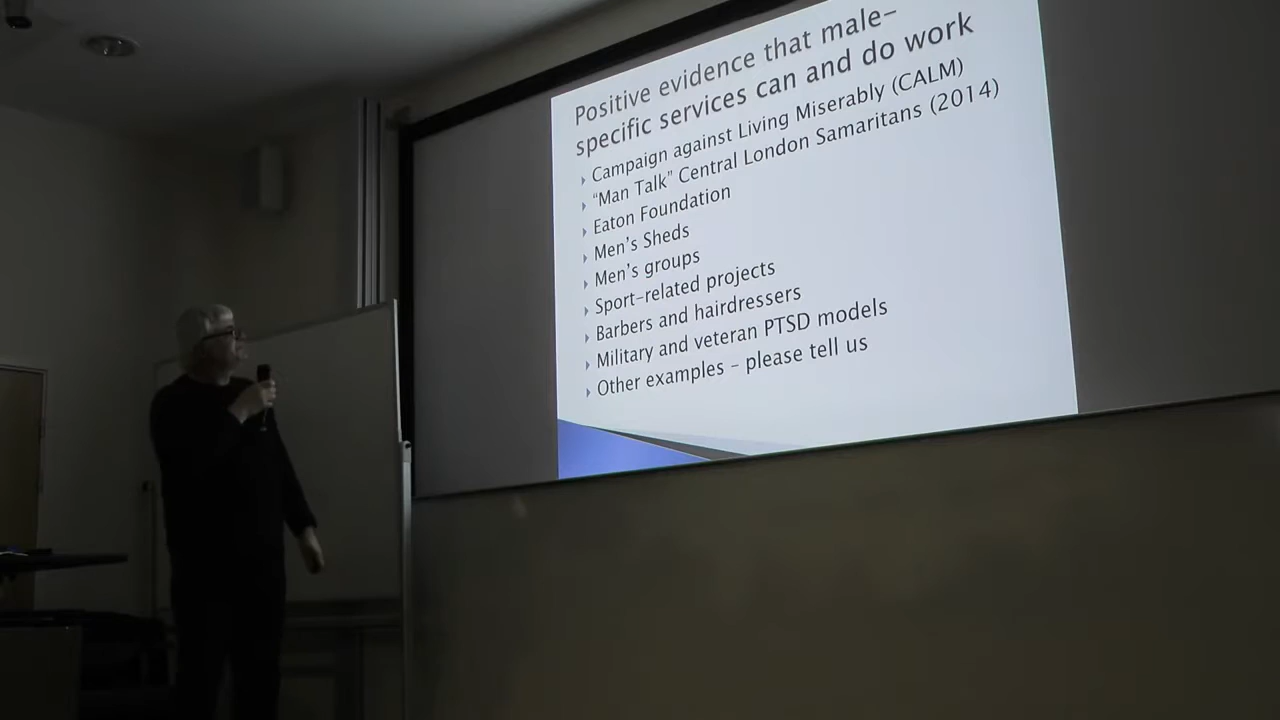 Positive evidence that male-
specific services can and do work
Campaign against Living Miserably (CALM)
“Man Talk” Central London Samaritans (2014)
Eaton Foundation
Men’s Sheds
Men’s groups
Sport-related projects
Barbers and hairdressers
Military and veteran PTSD models
Other examples – please tell us